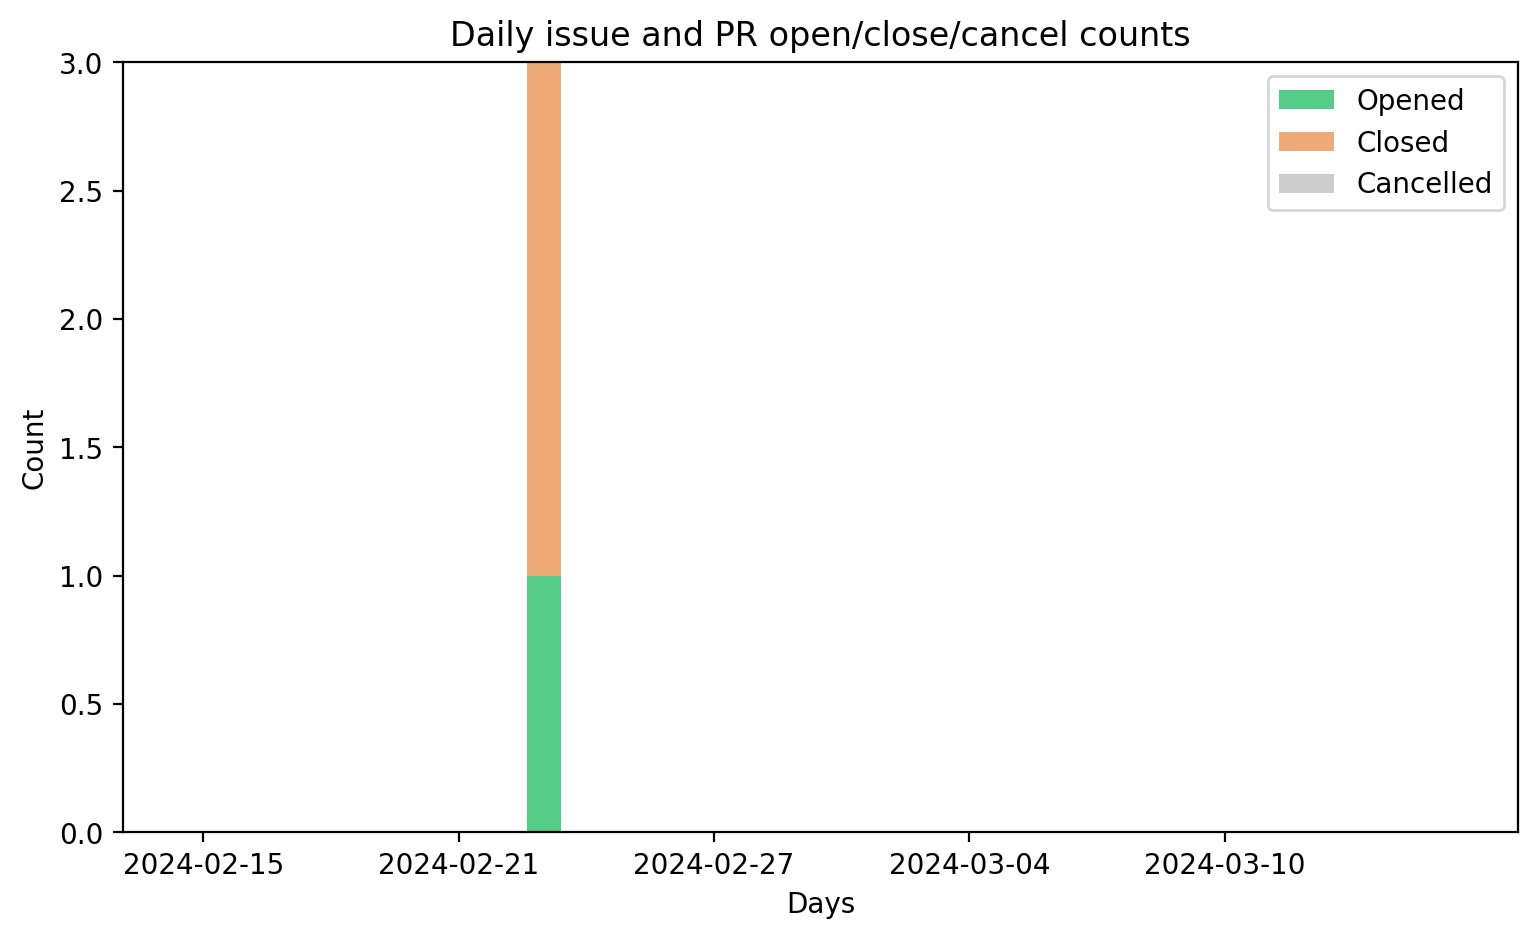 Daily issue and PR open/close/cancel counts
3.0
2.5
2.0
1.5
1.0
0.5
0.0
Count
Opened
Closed
Cancelled
2024-02-15
2024-02-21
2024-02-27
2024-03-04
2024-03-10
Days